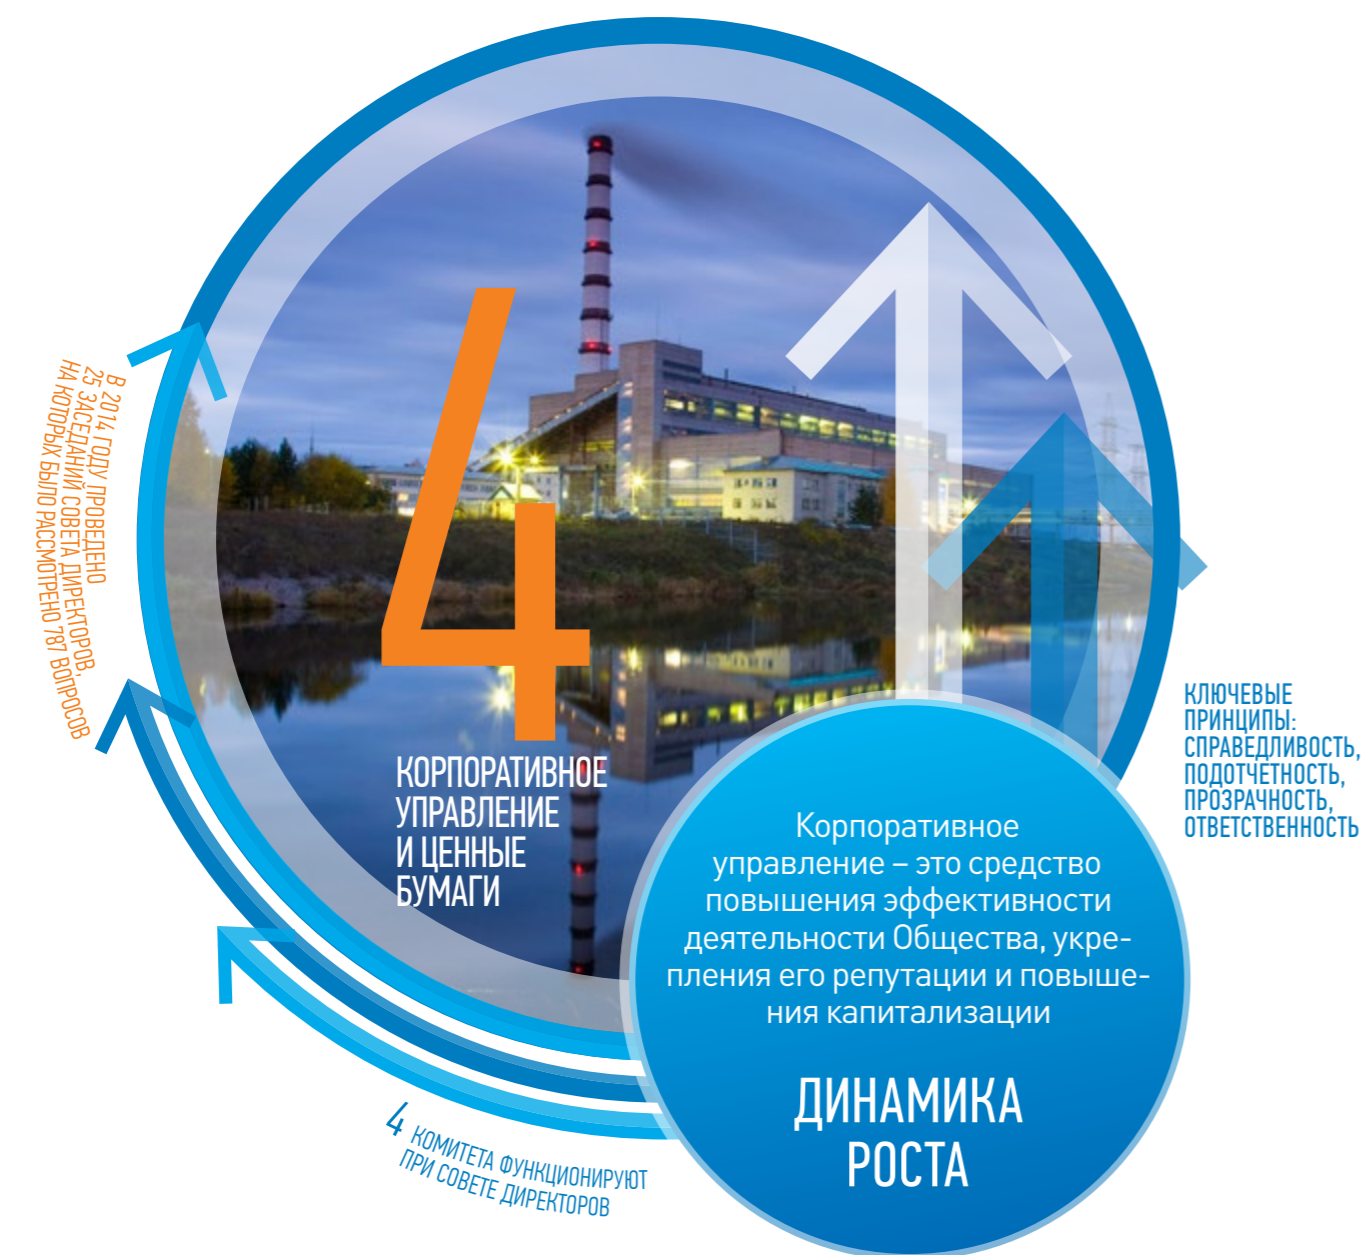 В 2014 ГОДУ ПРОВЕДЕНО
25 ЗАСЕДАНИЙ СОВЕТА ДИРЕКТОРОВ,
НА КОТОРЫХ БЫЛО РАССМОТРЕНО 787 ВОПРОСОВ
4
КОРПОРАТИВНОЕ
УПРАВЛЕНИЕ
И ЦЕННЫЕ
БУМАГИ
КЛЮЧЕВЫЕ
ПРИНЦИПЫ:
СПРАВЕДЛИВОСТЬ,
ПОДОТЧЕТНОСТЬ,
ПРОЗРАЧНОСТЬ,
ОТВЕТСТВЕННОСТЬ
Корпоративное
управление – это средство
повышения эффективности
деятельности Общества, укре-
пления его репутации и повыше-
ния капитализации
ДИНАМИКА
РОСТА
4 КОМИТЕТА ФУНКЦИОНИРУЮТ
ПРИ СОВЕТЕ ДИРЕКТОРОВ